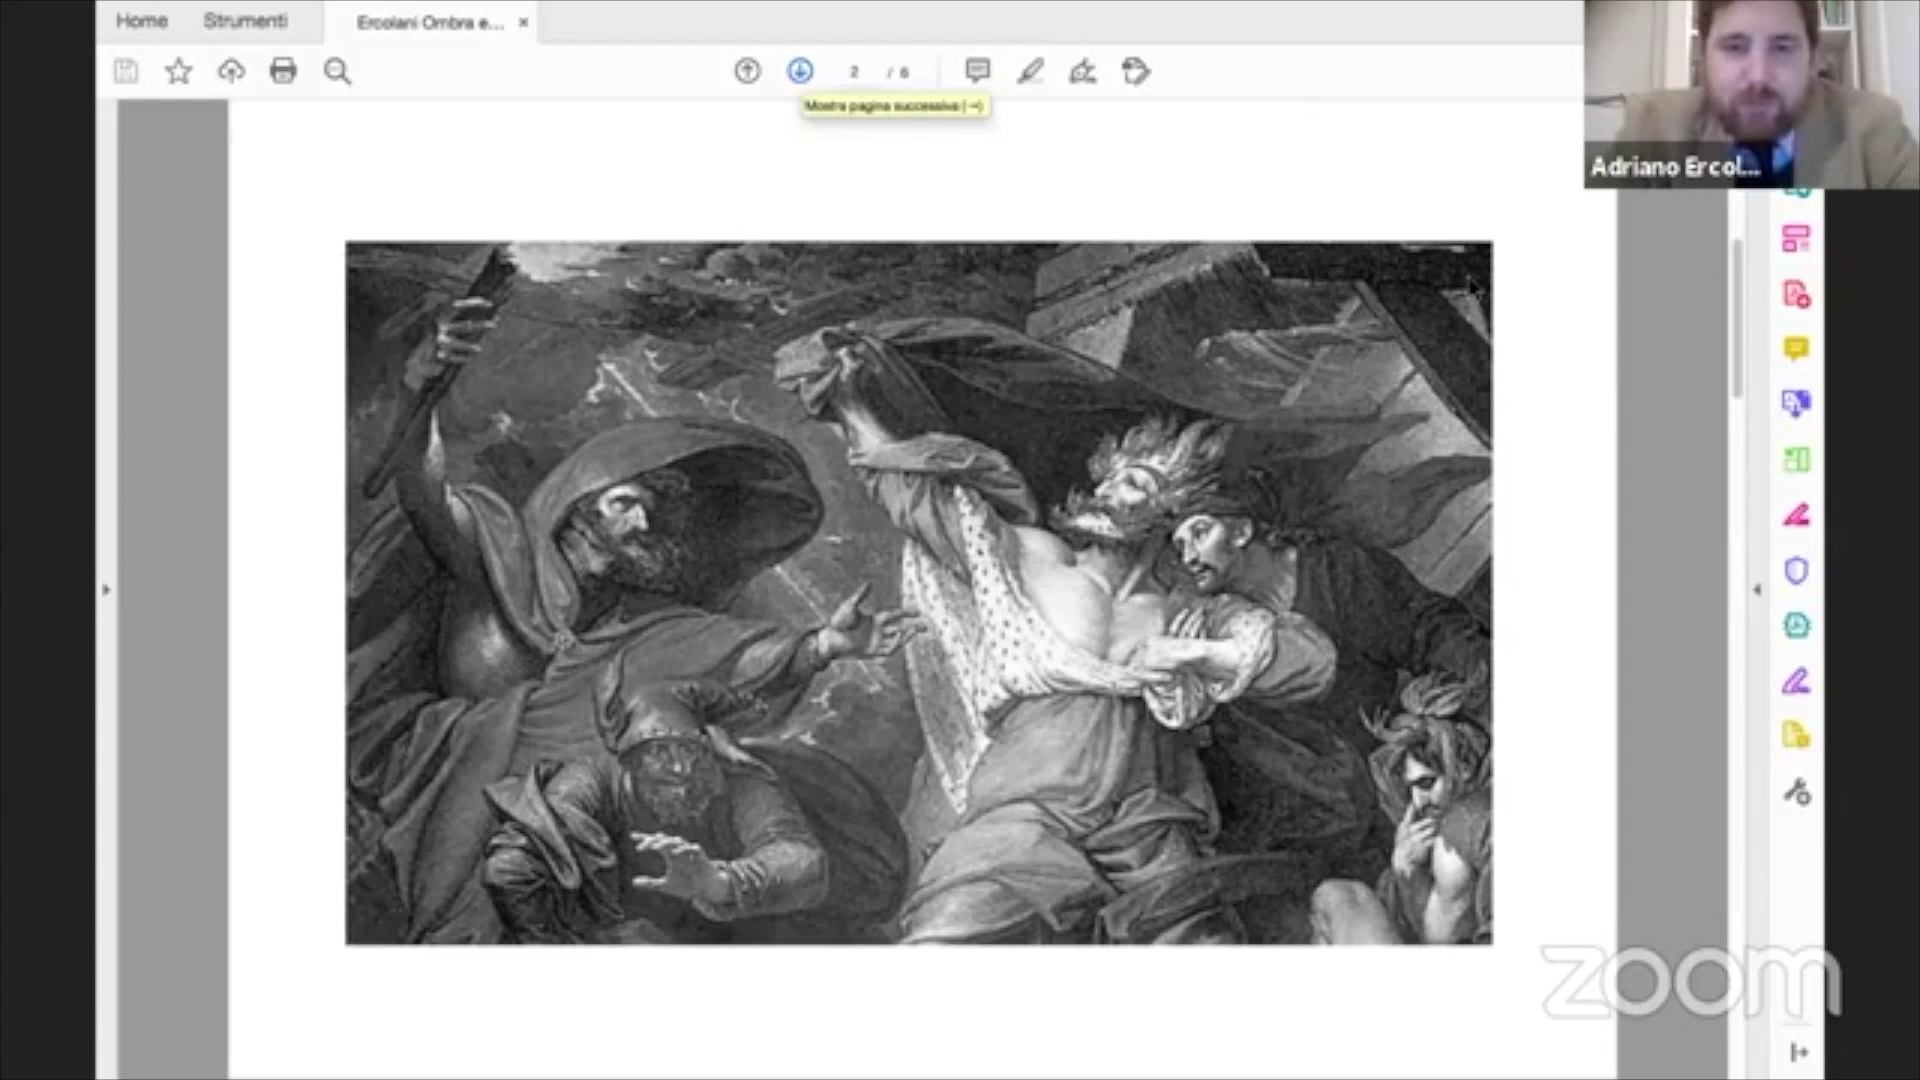 Home Strumenti Ercolani Ombra e... ×
2 / 6
Mostra pagina successiva (→)
Adriano Ercol...
zoom